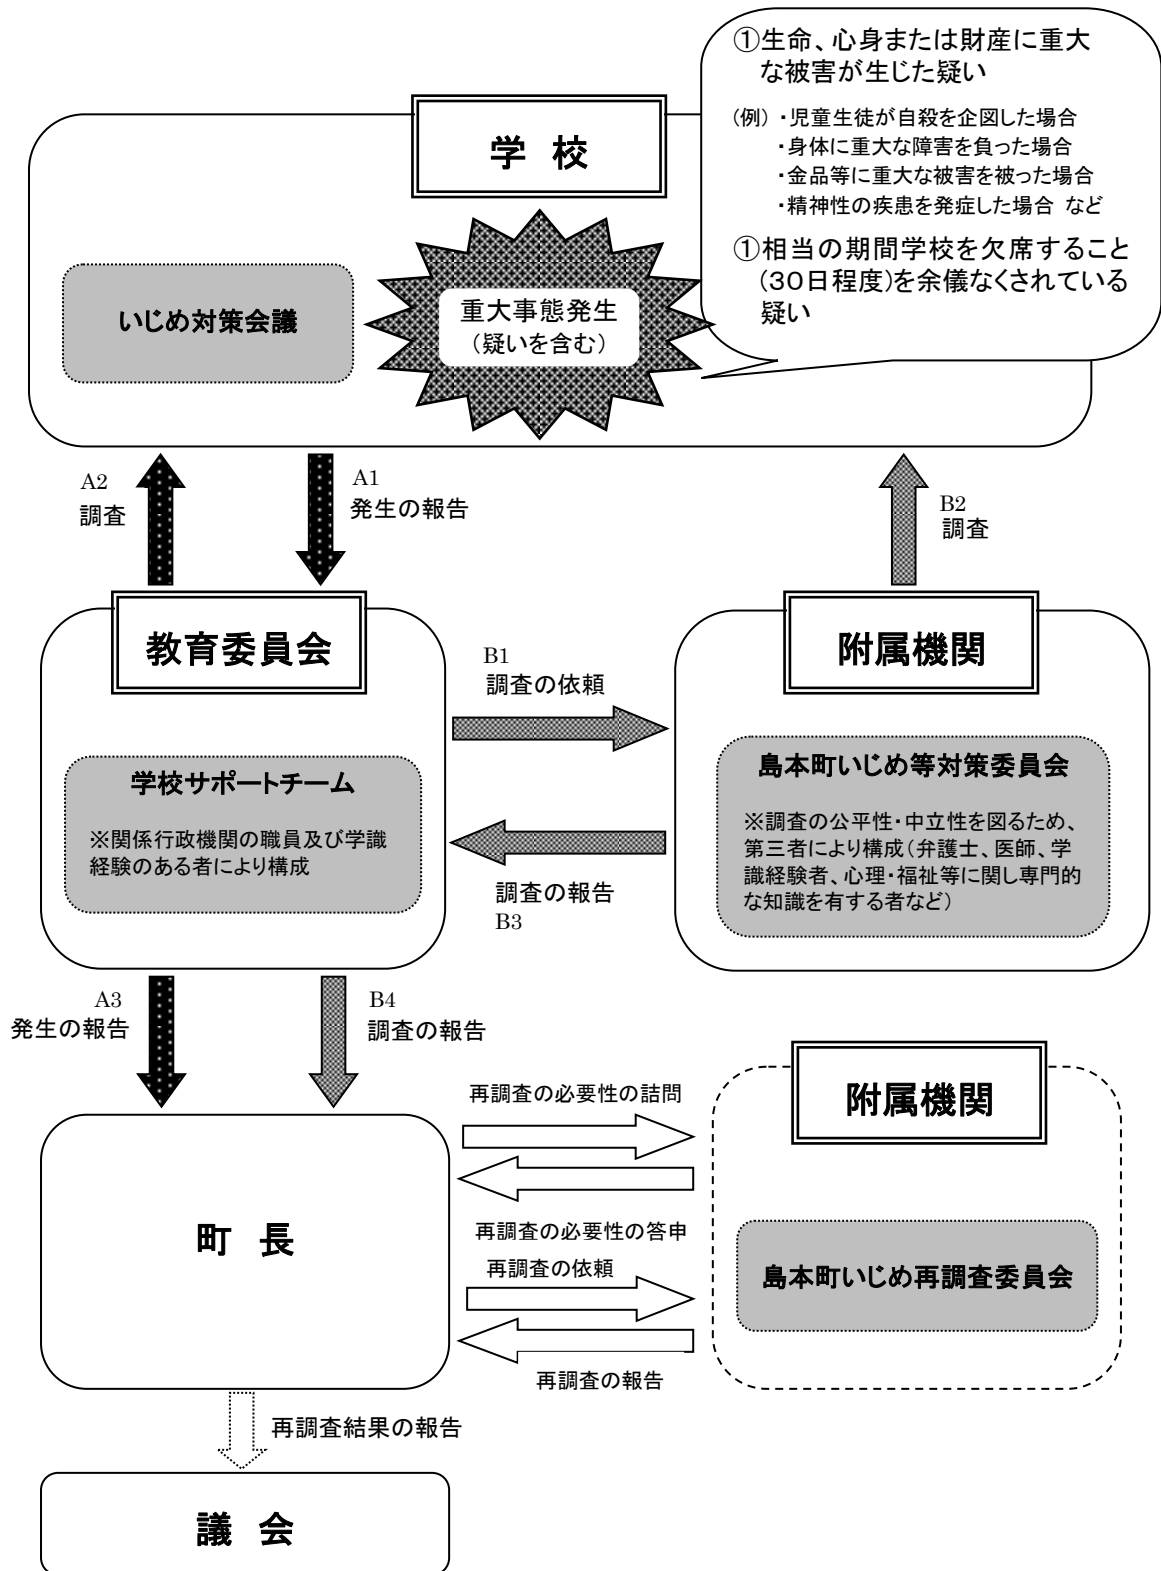 ①生命、心身または財産に重大
な被害が生じた疑い
(例) ・児童生徒が自殺を企図した場合
・身体に重大な障害を負った場合
・金品等に重大な被害を被った場合
・精神性の疾患を発症した場合 など
①相当の期間学校を欠席すること
(30日程度)を余儀なくされている
疑い
学 校
いじめ対策会議
重大事態発生
(疑いを含む)
A2
調査
A1
発生の報告
B2
調査
教育委員会
学校サポートチーム
※関係行政機関の職員及び学識
経験のある者により構成
B1
調査の依頼
調査の報告
B3
附属機関
島本町いじめ等対策委員会
※調査の公平性・中立性を図るため、
第三者により構成(弁護士、医師、学
識経験者、心理・福祉等に関し専門的
な知識を有する者など)
A3
発生の報告
B4
調査の報告
町 長
再調査の必要性の詰問
再調査の必要性の答申
再調査の依頼
再調査の報告
附属機関
島本町いじめ再調査委員会
再調査結果の報告
議 会